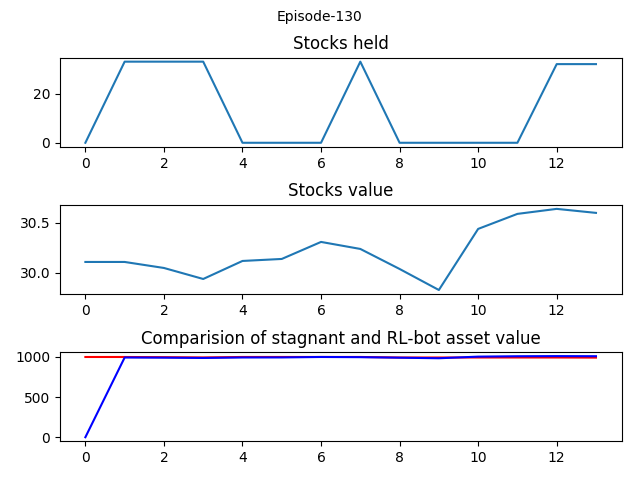 Episode-130
Stocks held
20
0
0 2 4 6 8 10 12
Stocks value
30.5
30.0
0 2 4 6 8 10 12
Comparision of stagnant and RL-bot asset value
1000
500
0
0 2 4 6 8 10 12